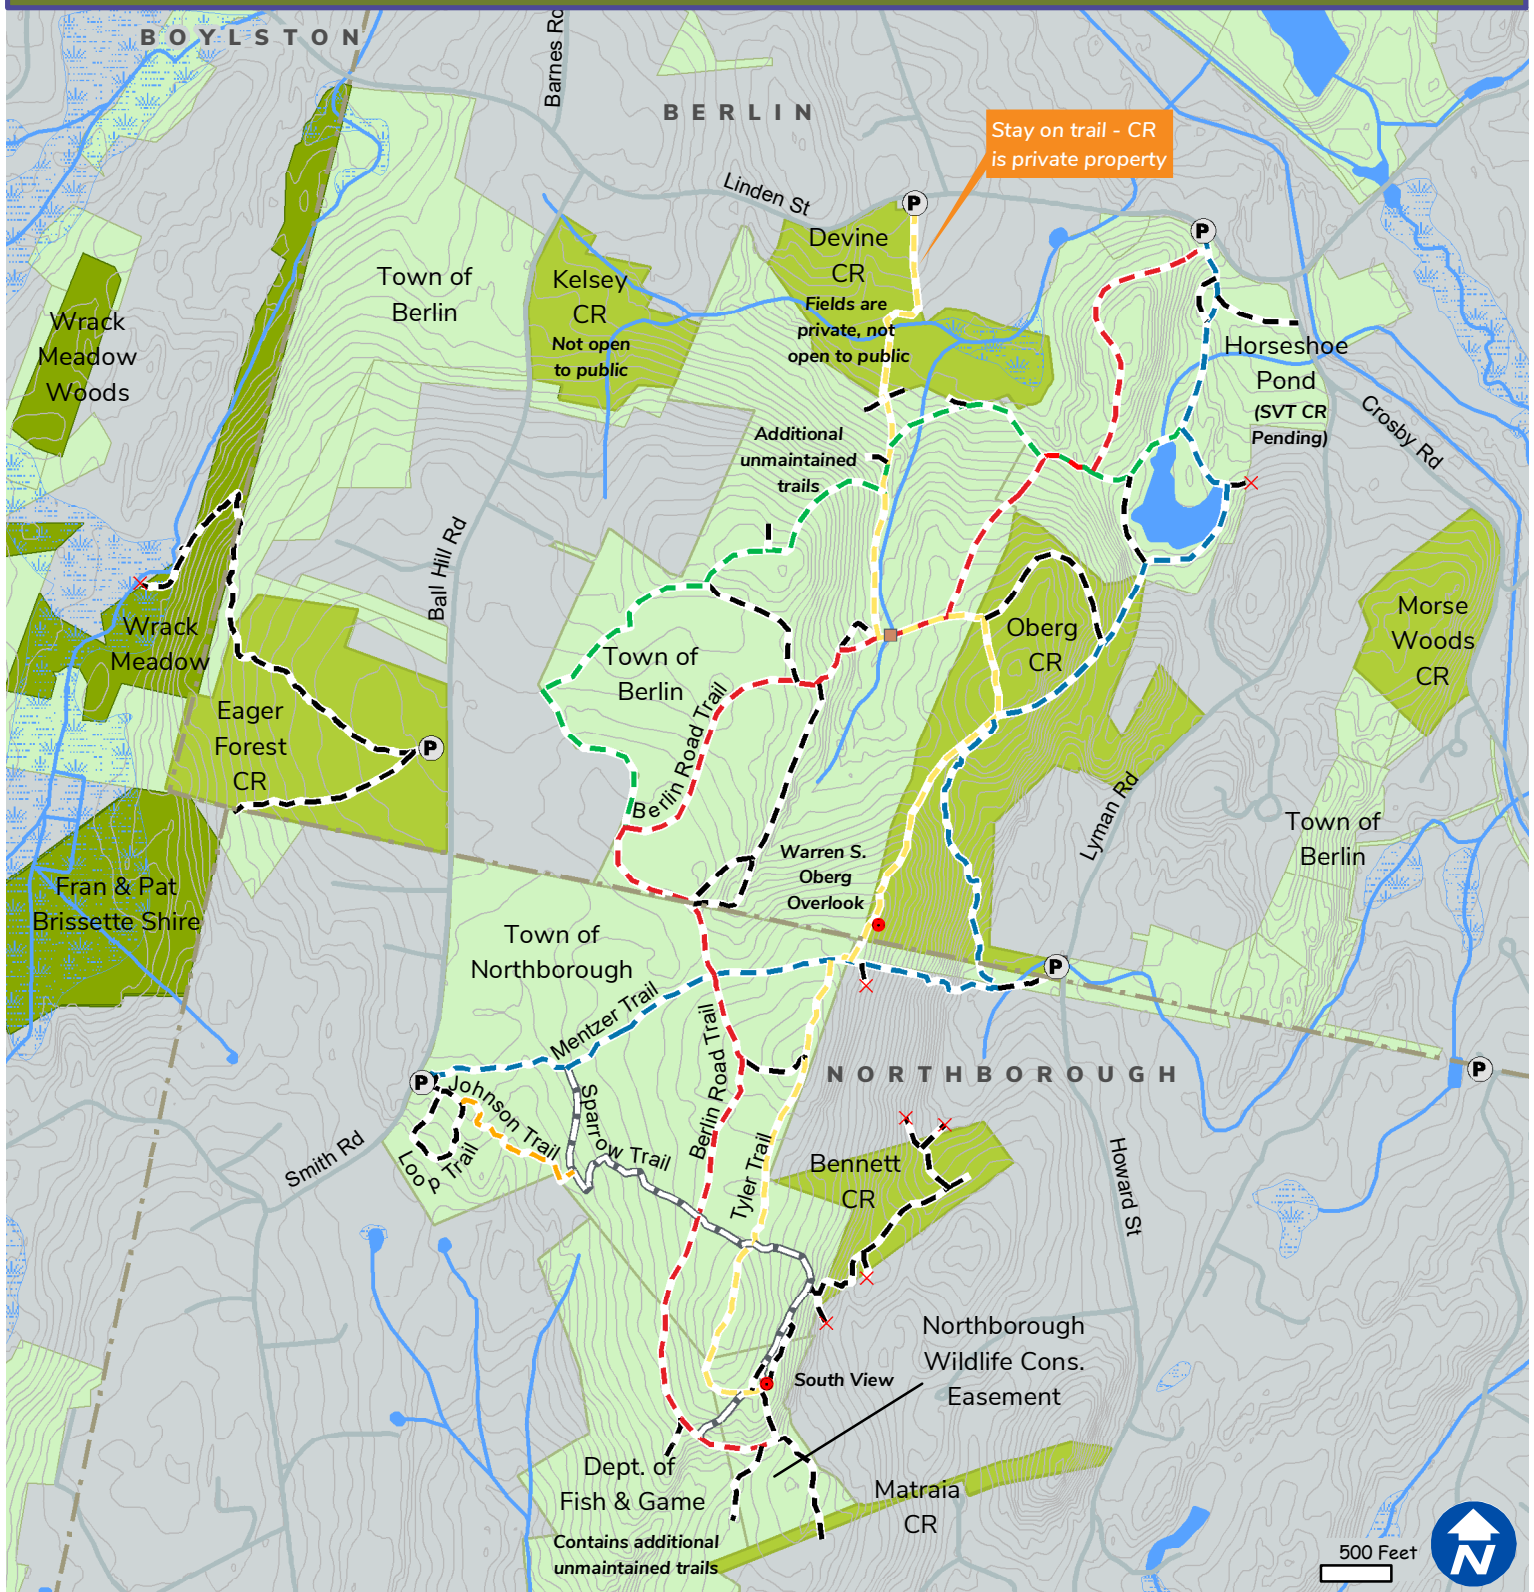 BOYLSTON
Barnes Rd
BERLIN
Stay on trail - CR
is private property
Linden St
P
Devine
CR
Fields are
private, not
open to public
P
Town of
Berlin
Kelsey
CR
Not open
to public
Wrack
Meadow
Woods
Horseshoe
Pond
(SVT CR
Pending)
Crosby Rd
Additional
unmaintained
trails
Ball Hill Rd
Wrack
Meadow
Town of
Berlin
Oberg
CR
Morse
Woods
CR
Eager
Forest
CR
P
Berlin Road Trail
Lyman Rd
Town of
Berlin
Warren S.
Oberg
Overlook
Fran & Pat
Brissette Shire
Town of
Northborough
P
Mentzer Trail
Berlin Road Trail
NORTHBOROUGH
P
P
Johnson Trail
Sparrow Trail
Loop Trail
Smith Rd
Tyler Trail
Bennett
CR
Howard St
Northborough
Wildlife Cons.
Easement
South View
Dept. of
Fish & Game
Contains additional
unmaintained trails
Matraia
CR
500 Feet
N